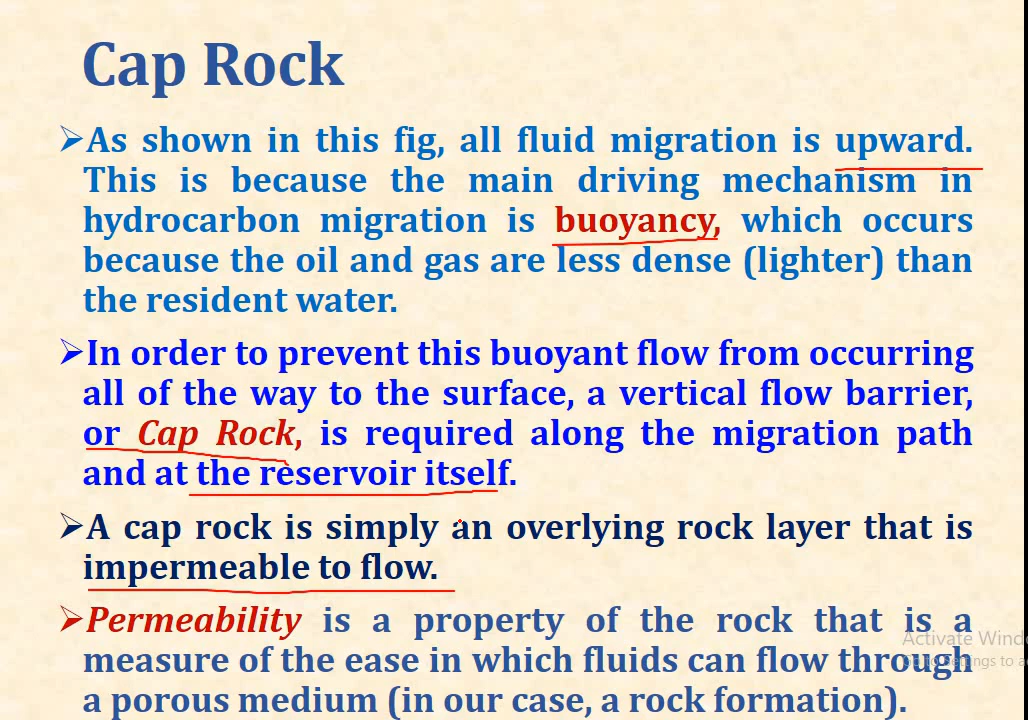 Cap Rock
➢As shown in this fig, all fluid migration is upward.
This is because the main driving mechanism in
hydrocarbon migration is buoyancy, which occurs
because the oil and gas are less dense (lighter) than
the resident water.
➢In order to prevent this buoyant flow from occurring
all of the way to the surface, a vertical flow barrier,
or Cap Rock, is required along the migration path
and at the reservoir itself.
➢A cap rock is simply an overlying rock layer that is
impermeable to flow.
➢Permeability is a property of the rock that is a
Activate Windo
measure of the ease in which fluids can flow through
to a
a porous medium (in our case, a rock formation).